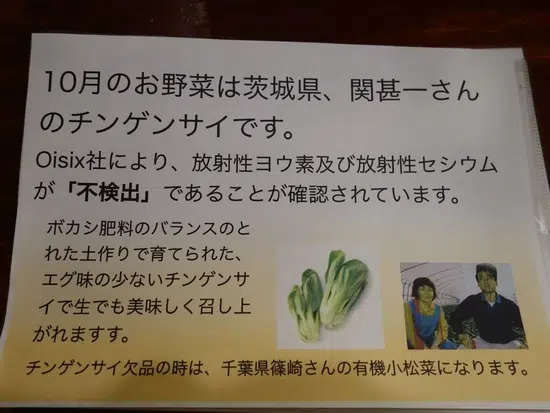 10月のお野菜は茨城県、関甚一さん
のチンゲンサイです。
Oisix社により、放射性ヨウ素及び放射性セシウム
が「不検出」であることが確認されています。
ボカシ肥料のバランスのと
れた土作りで育てられた、
エグ味の少ないチンゲンサ
イで生でも美味しく召し上
がれますす。
チンゲンサイ欠品の時は、千葉県篠崎さんの有機小松菜になります。